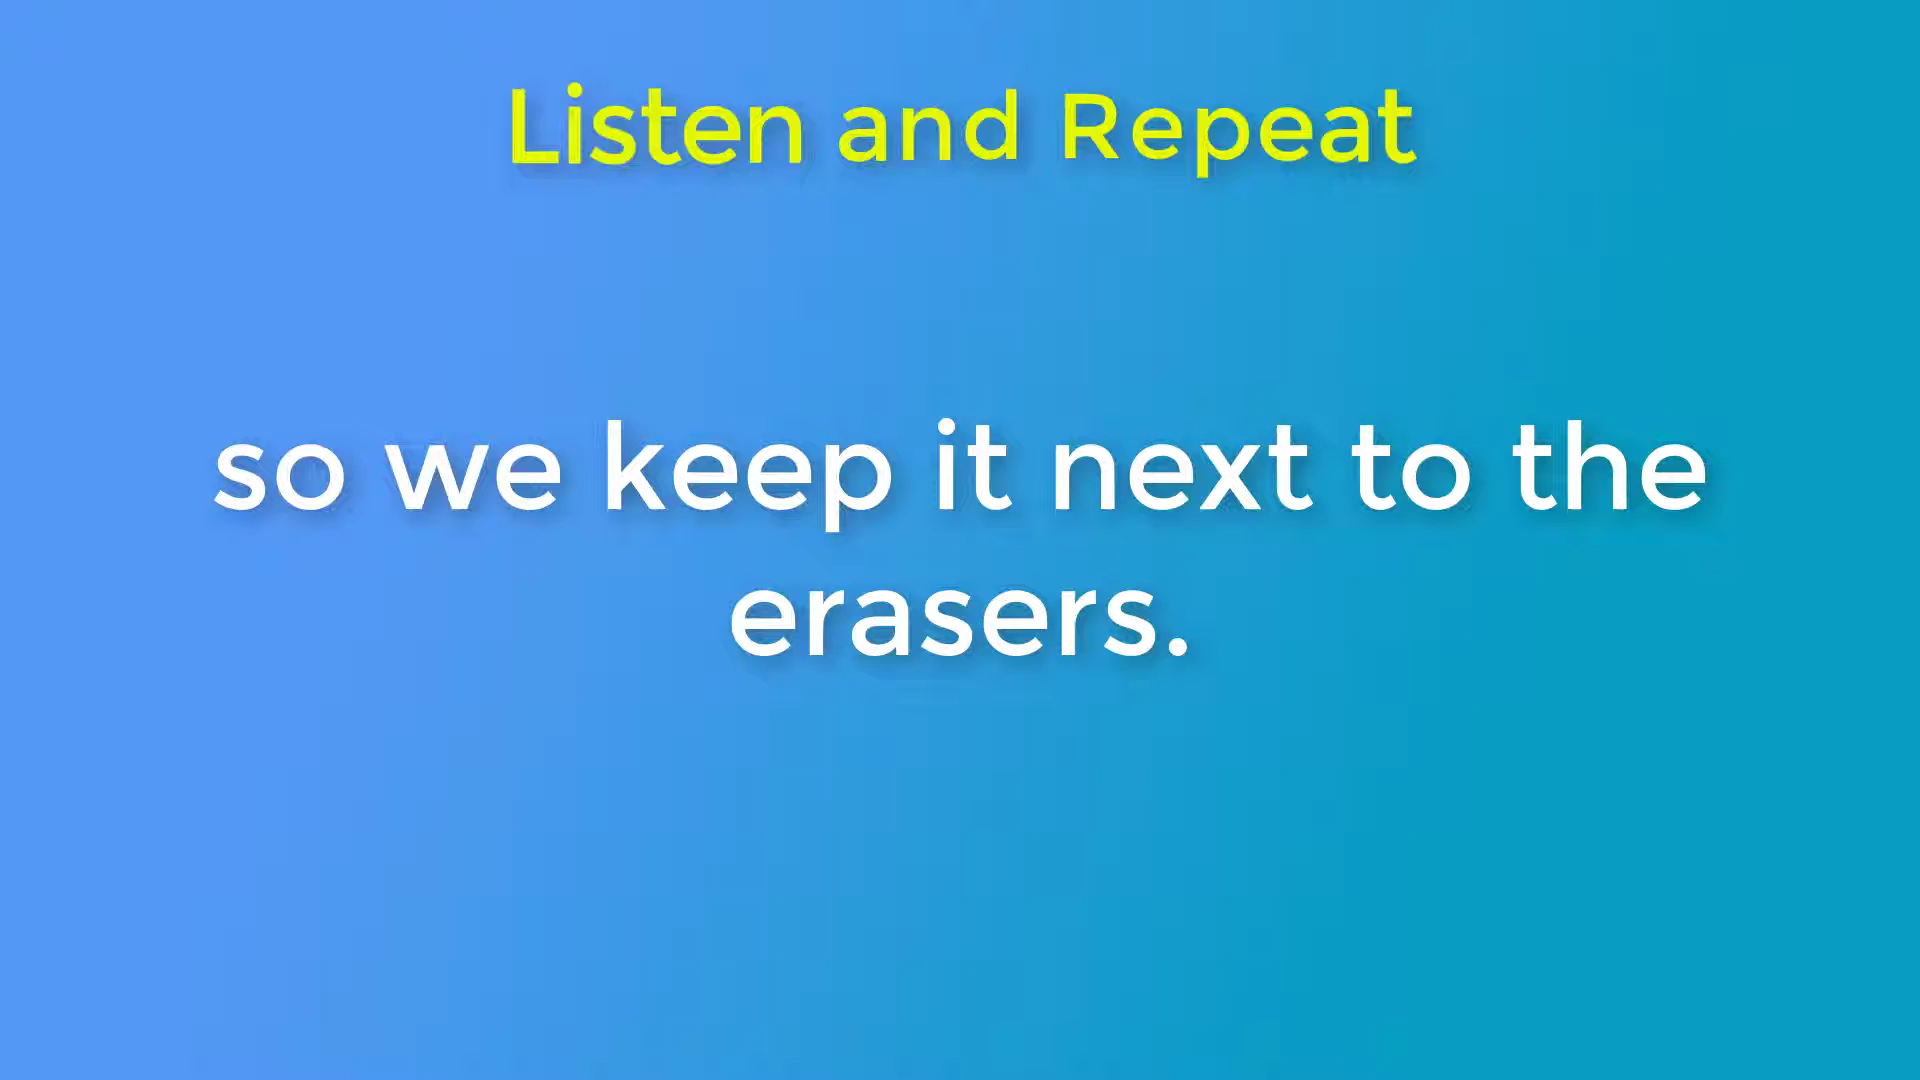 Listen and Repeat
so we keep it next to the
erasers.